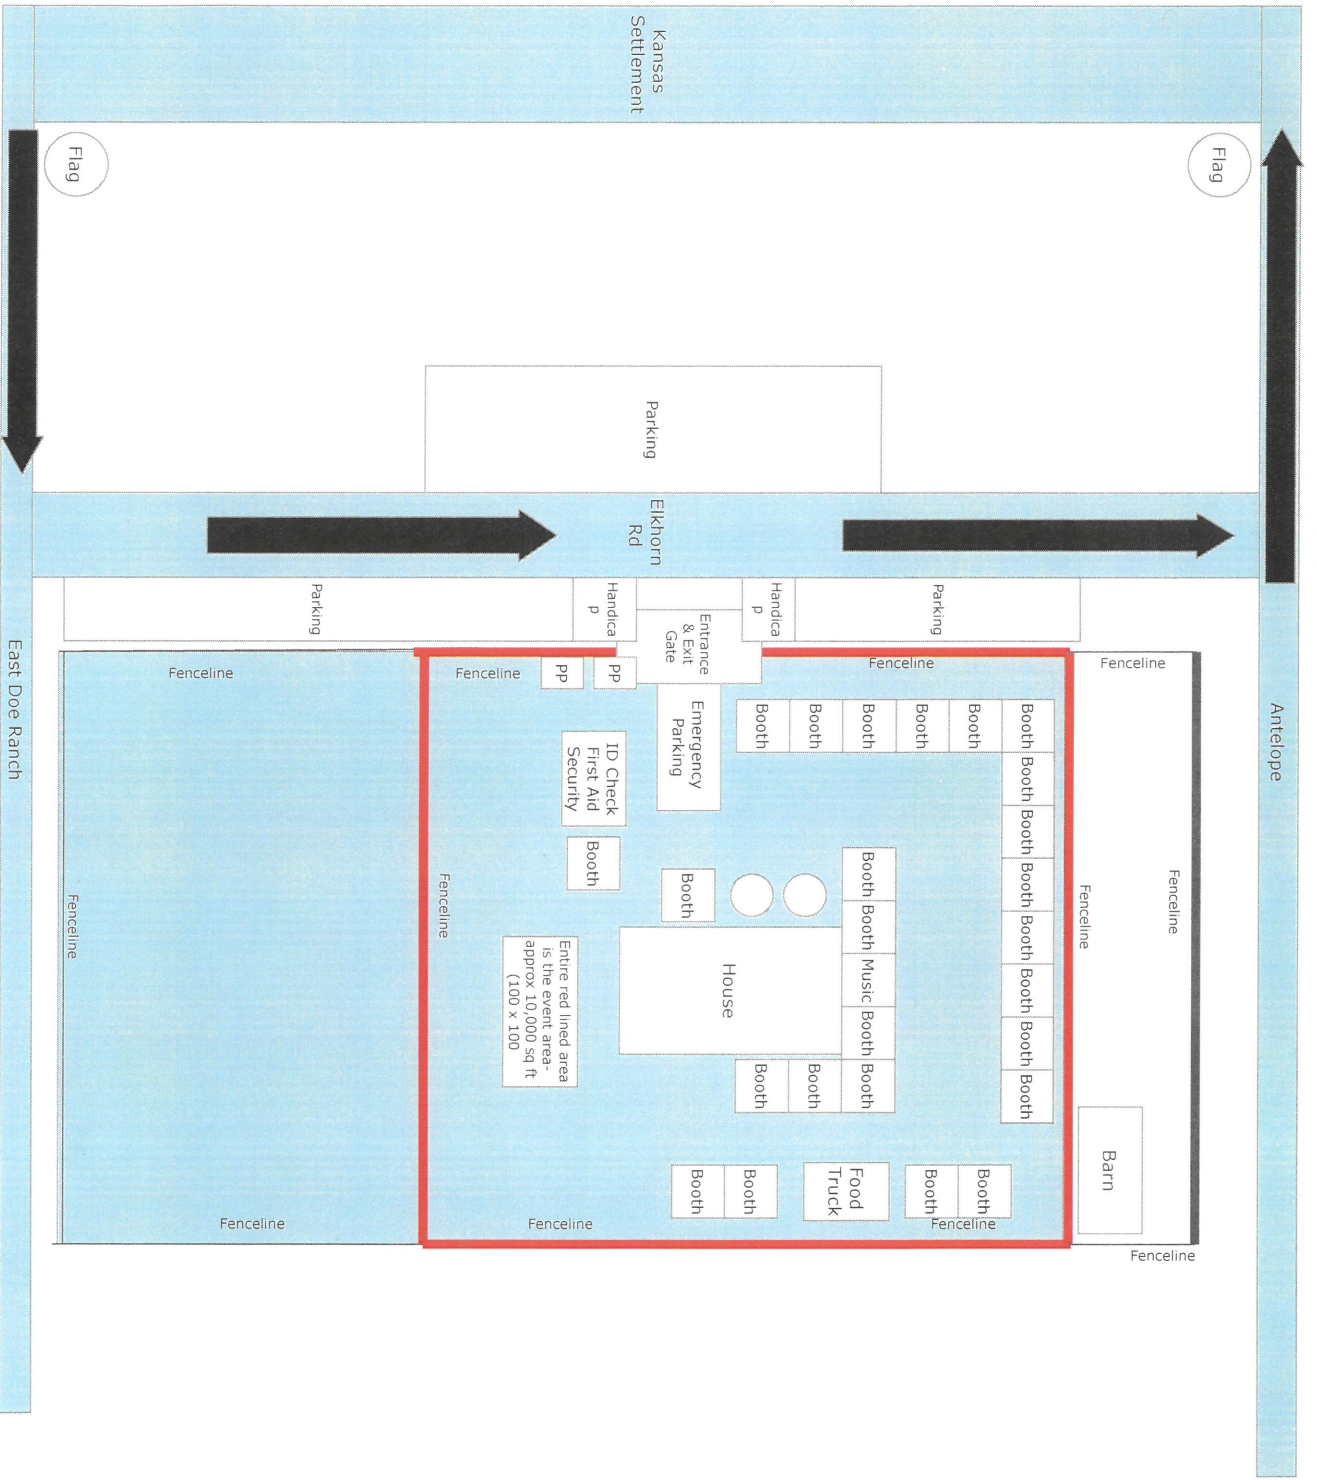 Kansas
Settlement
Flag
Flag
Parking
Elkhorn
Rd
Parking
Handica
p
Entrance
& Exit
Gate
Handica
p
Parking
Fenceline
Fenceline
PP
PP
Fenceline
Fenceline
East Doe Ranch
Antelope
Emergency
Parking
Booth
Booth
Booth
Booth
Booth
Booth
Booth
Booth
Booth
Booth
Booth
Booth
Booth
ID Check
First Aid
Security
Booth
Booth
Booth
Booth
Music
Booth
Booth
Booth
Booth
House
Entire red lined area
is the event area-
approx 10,000 sq ft
(100 x 100
Fenceline
Fenceline
Fenceline
Fenceline
Barn
Booth
Booth
Food
Truck
Booth
Booth
Fenceline
Fenceline
Fenceline
Fenceline